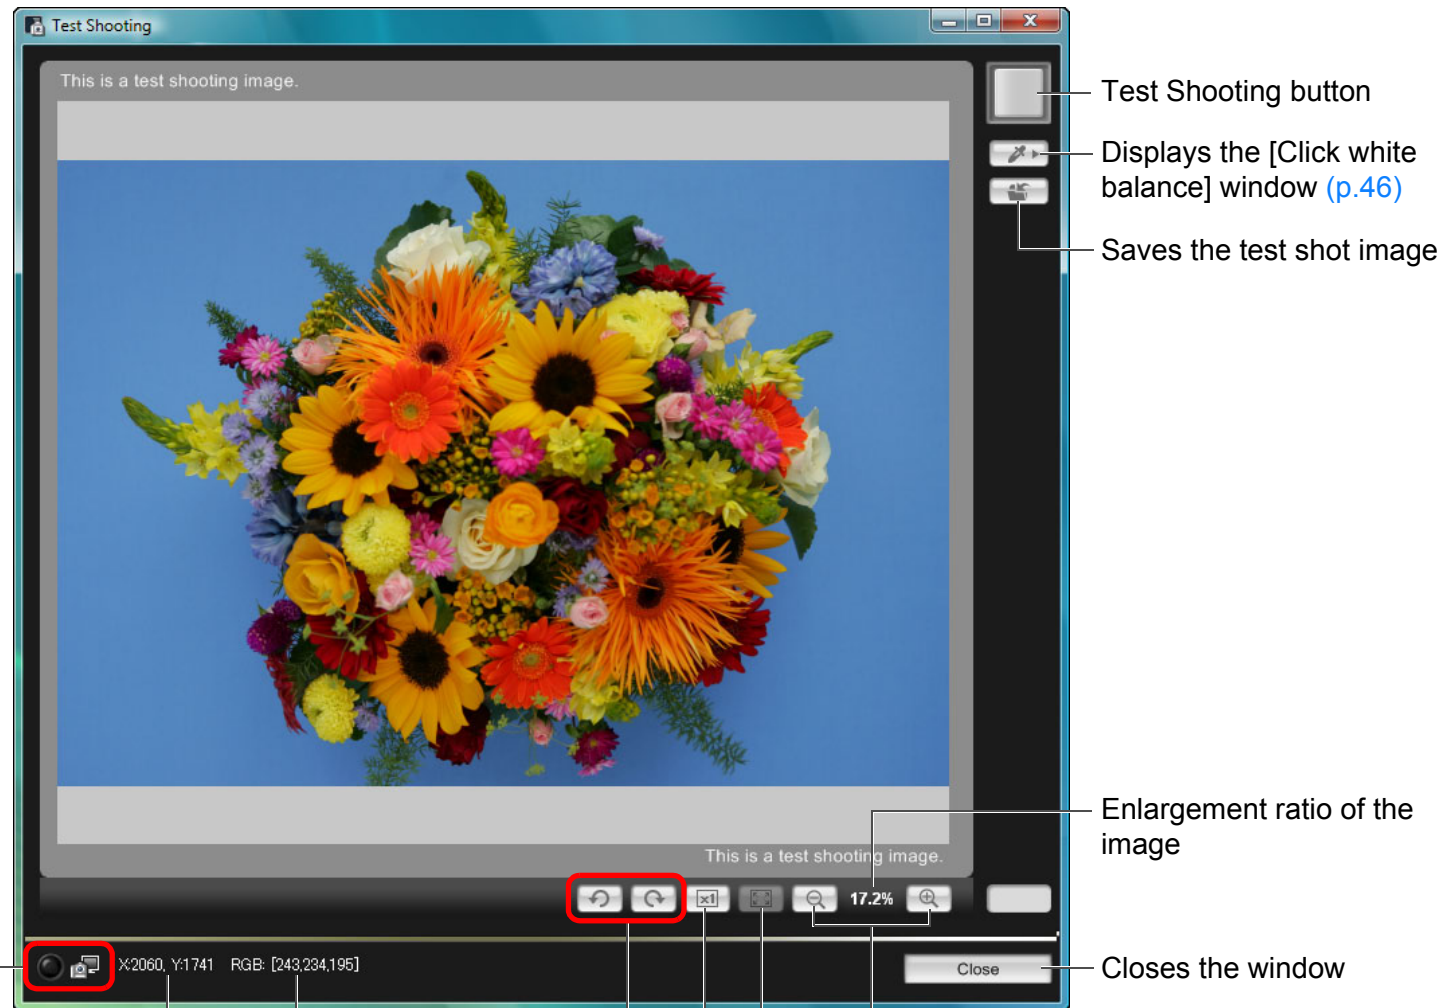 Test Shooting
This is a test shooting image.
Test Shooting button
Displays the [Click white
balance] window (p.46)
Saves the test shot image
Enlargement ratio of the
image
This is a test shooting image.
x1
17.2%
X:2060, Y:1741 RGB: [243,234,195]
Close
Closes the window